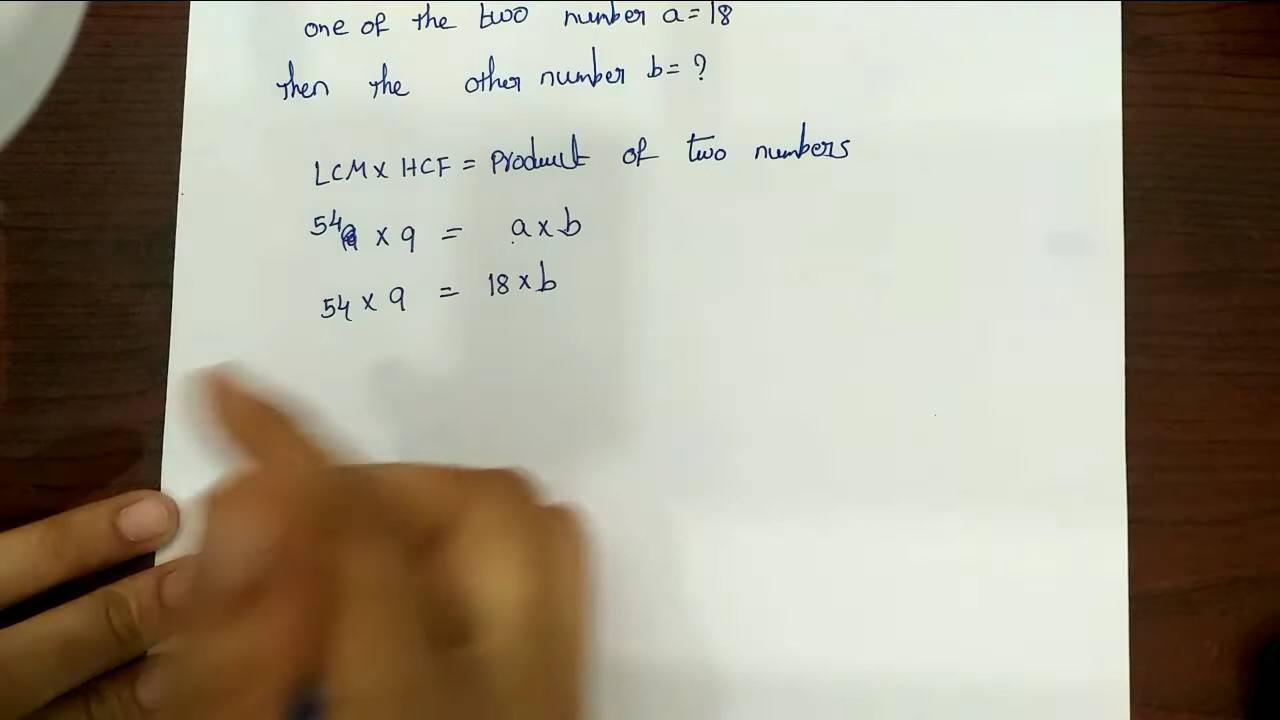 one of the two number a=18
then the other number b= ?
LCM x HCF = Product of two numbers
54 x 9 = a x b
54 x 9 = 18 x b